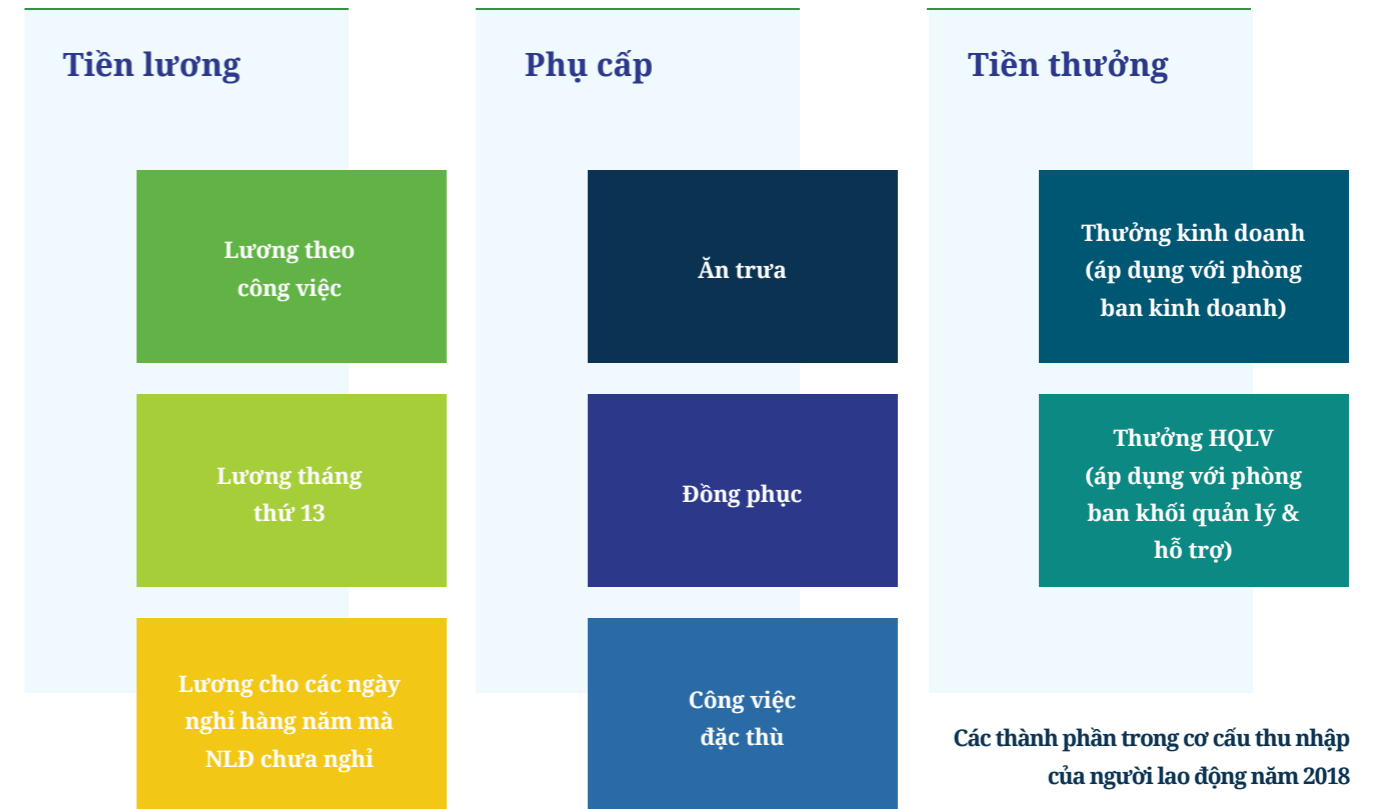 Tiền lương
Lương theo
công việc
Lương tháng
thứ 13
Lương cho các ngày
nghỉ hàng năm mà
NLĐ chưa nghỉ
Phụ cấp
Ăn trưa
Đồng phục
Công việc
đặc thù
Tiền thưởng
Thưởng kinh doanh
(áp dụng với phòng
ban kinh doanh)
Thưởng HQLV
(áp dụng với phòng
ban khối quản lý &
hỗ trợ)
Các thành phần trong cơ cấu thu nhập
của người lao động năm 2018